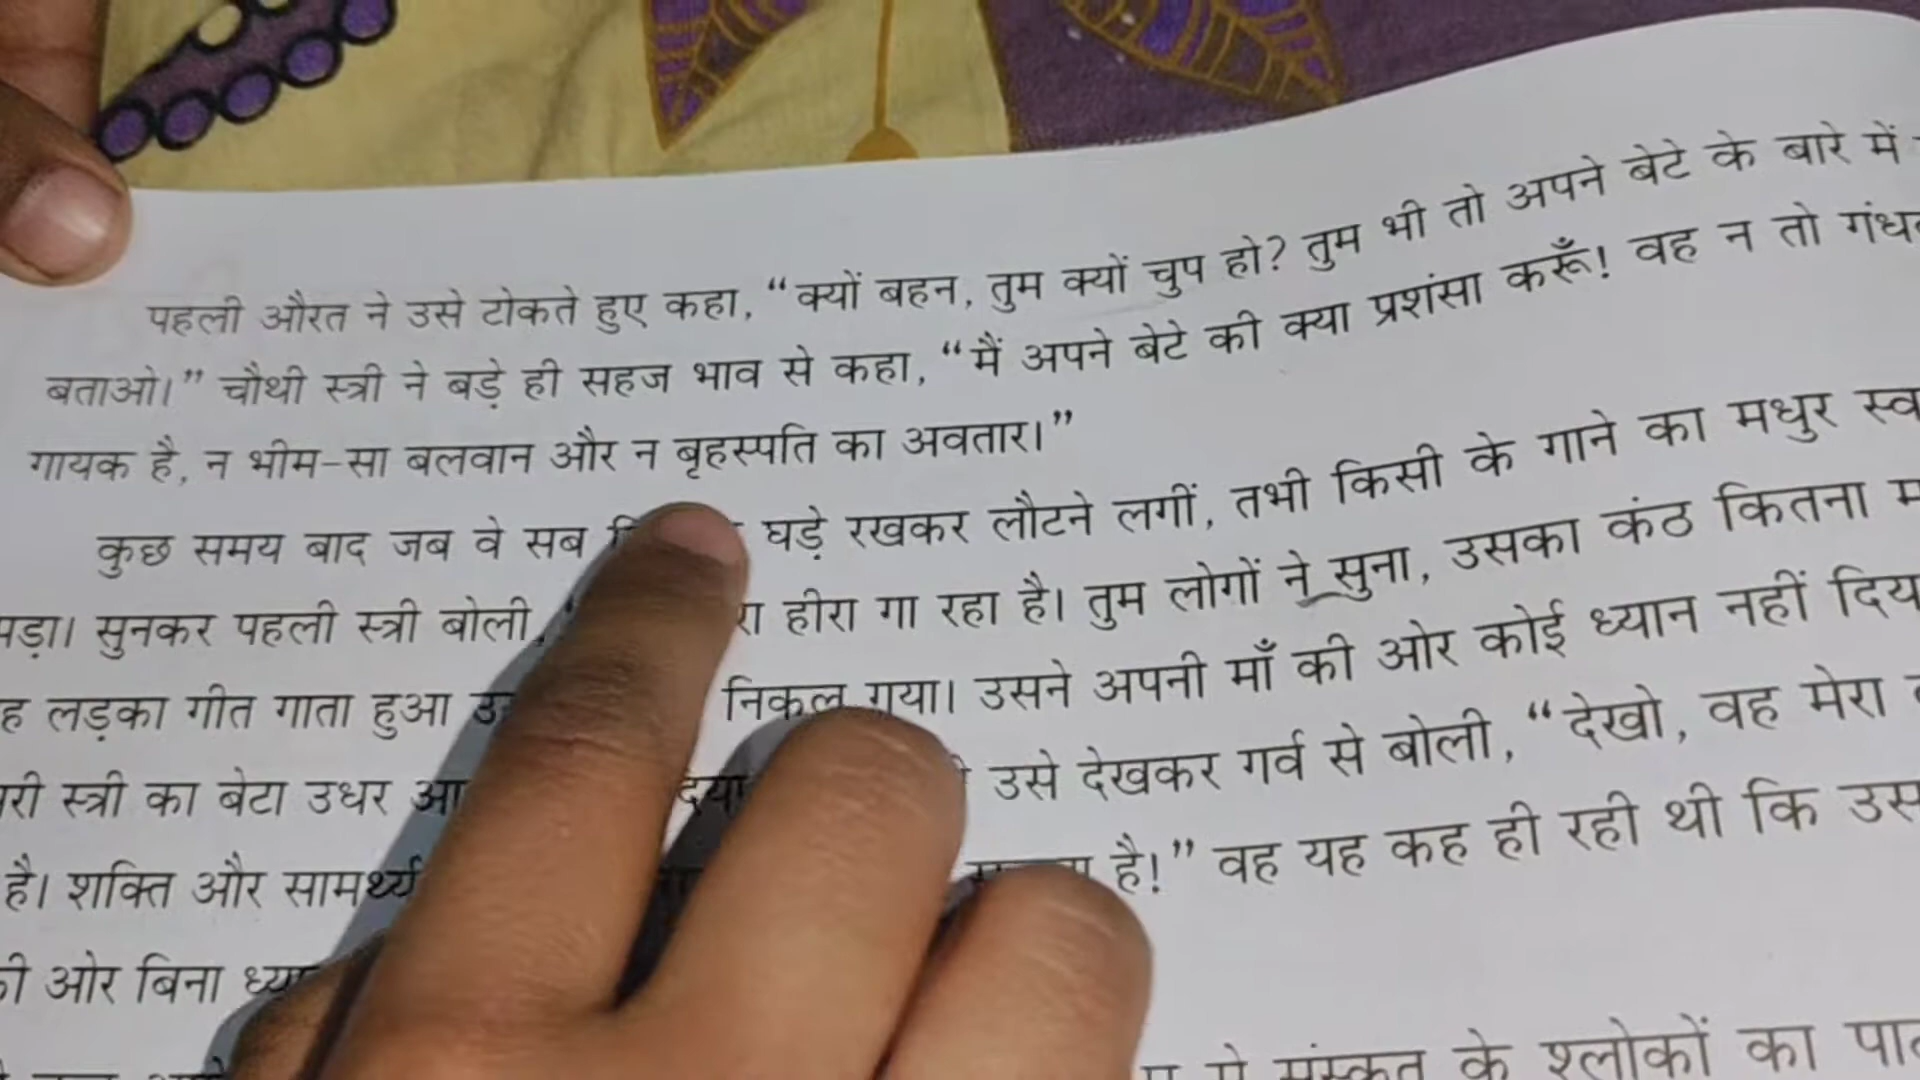 पहली औरत ने उसे टोकते हुए कहा, “क्यों बहन, तुम क्यों चुप हो? तुम भी तो अपने बेटे के बारे में
बताओ।” चौथी स्त्री ने बड़े ही सहज भाव से कहा, “मैं अपने बेटे की क्या प्रशंसा करूँ! वह न तो
गायक है, न भीम-सा बलवान और न बृहस्पति का अवतार।”
कुछ समय बाद जब वे सब घड़े रखकर लौटने लगीं, तभी किसी के गाने का मधुर
पड़ा। सुनकर पहली स्त्री बोली, हीरा गा रहा है। तुम लोगों ने सुना, उसका कंठ कितना
लड़का गीत गाता हुआ निकल गया। उसने अपनी माँ की ओर कोई ध्यान नहीं
स्त्री का बेटा उधर उसे देखकर गर्व से बोली, “देखो, वह मेरा
है। शक्ति और सामर्थ्य है!” वह यह कह ही रही थी कि
ओर बिना
संस्कृत के श्लोकों का